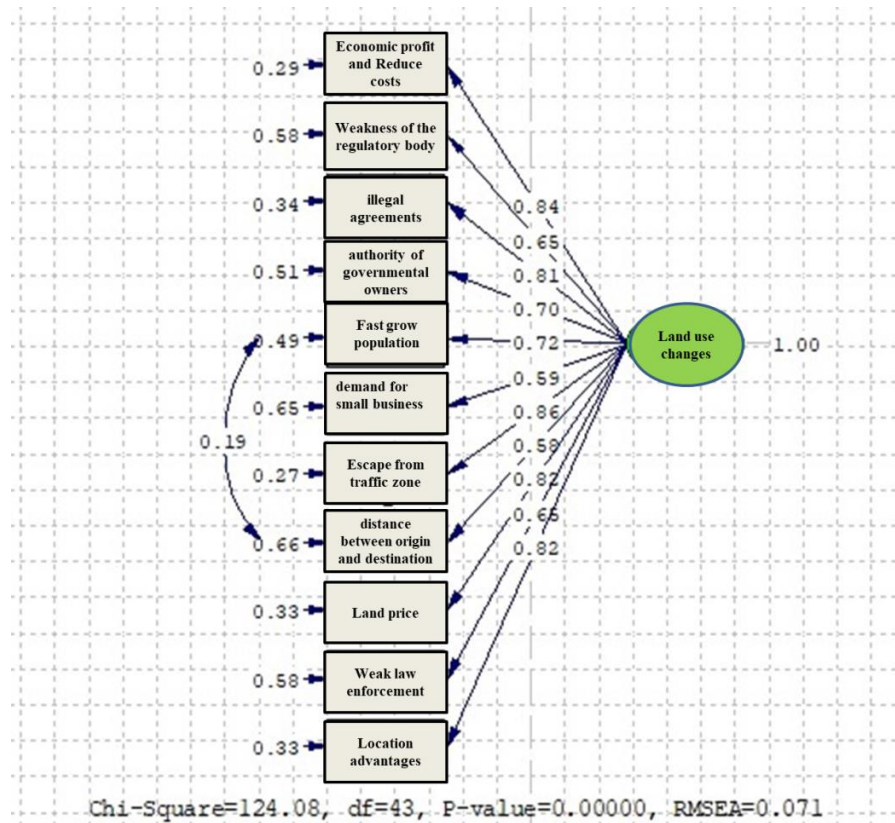 Economic profit
and Reduce
costs
0.29
Weakness of the
regulatory body
0.58
illegal
agreements
0.34
authority of
governmental
owners
0.51
Fast grow
population
0.49
demand for
small business
0.65
0.19
Escape from
traffic zone
0.27
distance
between origin
and destination
0.66
Land price
0.33
Weak law
enforcement
0.58
Location
advantages
0.33
0.84
0.65
0.81
0.70
0.72
0.59
0.86
0.58
0.82
0.65
0.82
Land use
changes
1.00
Chi-Square=124.08, df=43, P-value=0.00000, RMSEA=0.071